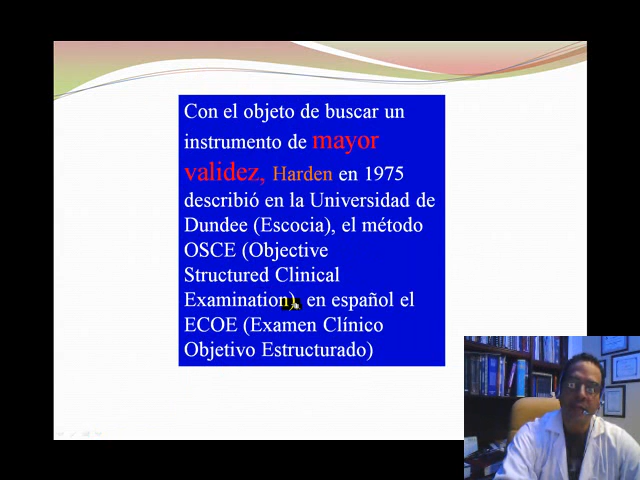 Con el objeto de buscar un
instrumento de mayor
validez, Harden en 1975
describió en la Universidad de
Dundee (Escocia), el método
OSCE (Objective
Structured Clinical
Examination), en español el
ECOE (Examen Clínico
Objetivo Estructurado)